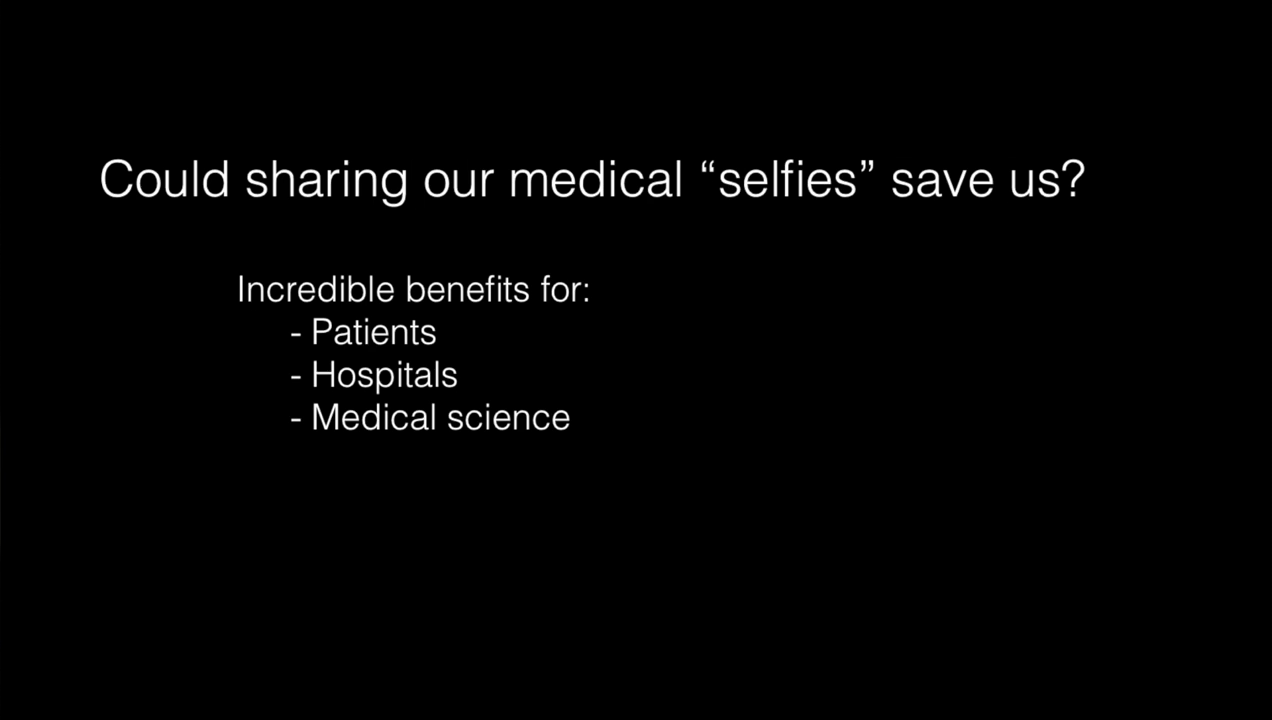 Could sharing our medical “selfies” save us?
Incredible benefits for:
- Patients
- Hospitals
- Medical science